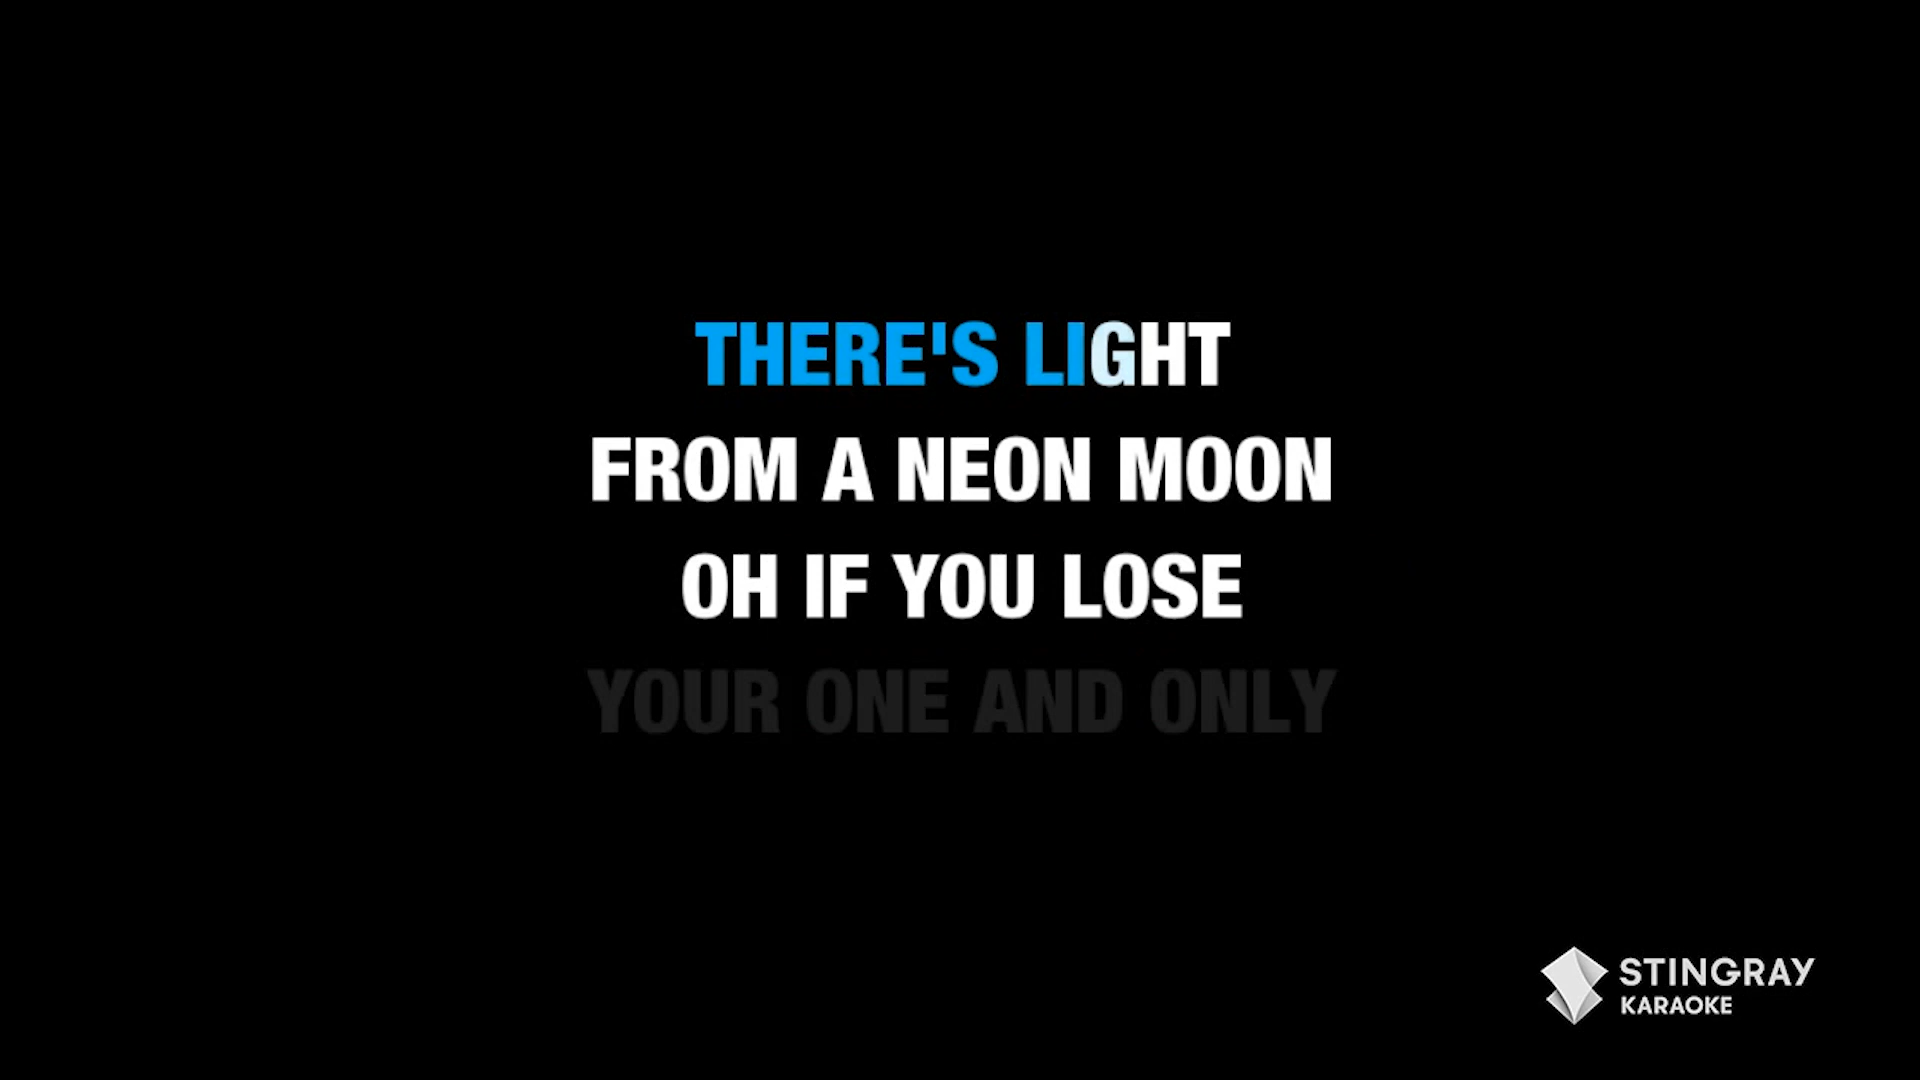 THERE'S LIGHT
FROM A NEON MOON
OH IF YOU LOSE
YOUR ONE AND ONLY
STINGRAY
KARAOKE